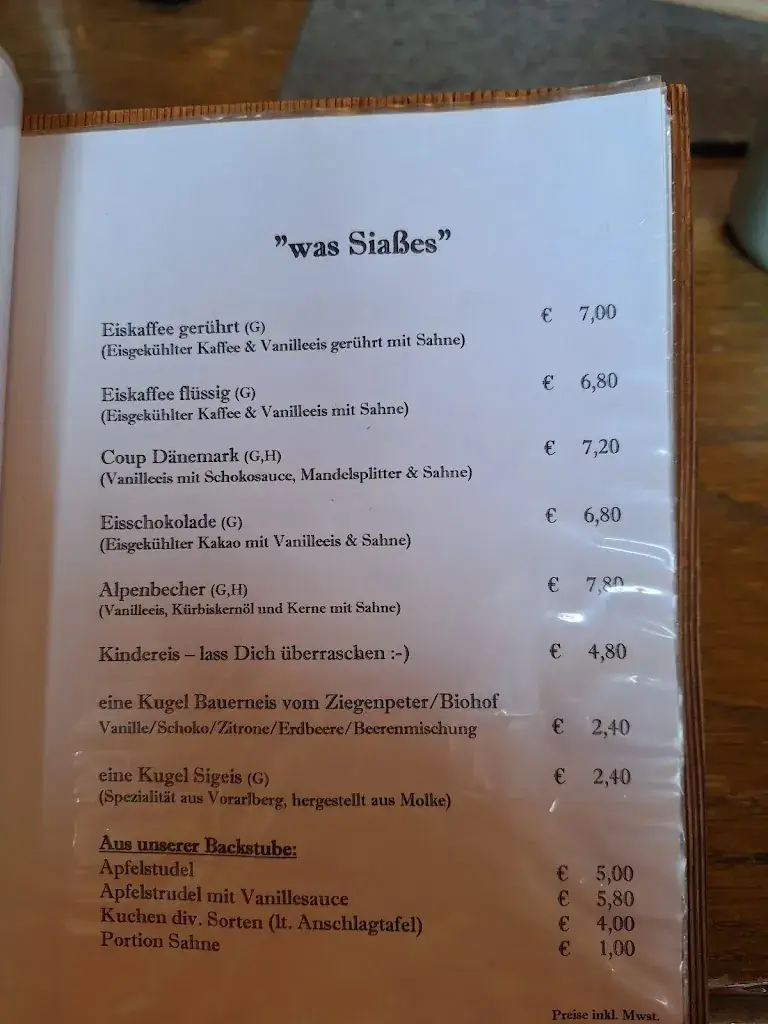 "was Siaßes"
Eiskaffee gerührt (G) € 7,00
(Eisgekühlter Kaffee & Vanilleeis gerührt mit Sahne)
Eiskaffee flüssig (G) € 6,80
(Eisgekühlter Kaffee & Vanilleeis mit Sahne)
Coup Dänemark (G,H) € 7,20
(Vanilleeis mit Schokosauce, Mandelsplitter & Sahne)
Eisschokolade (G) € 6,80
(Eisgekühlter Kakao mit Vanilleeis & Sahne)
Alpenbecher (G,H) € 7,80
(Vanilleeis, Kürbiskernöl und Kerne mit Sahne)
Kindereis – lass Dich überraschen :-) € 4,80
eine Kugel Bauerneis vom Ziegenpeter/Biohof
Vanille/Schoko/Zitrone/Erdbeere/Beerenmischung € 2,40
eine Kugel Sigeis (G) € 2,40
(Spezialität aus Vorarlberg, hergestellt aus Molke)
Aus unserer Backstube:
Apfelstudel € 5,00
Apfelstrudel mit Vanillesauce € 5,80
Kuchen div. Sorten (lt. Anschlagtafel) € 4,00
Portion Sahne € 1,00
Preise inkl. Mwst.